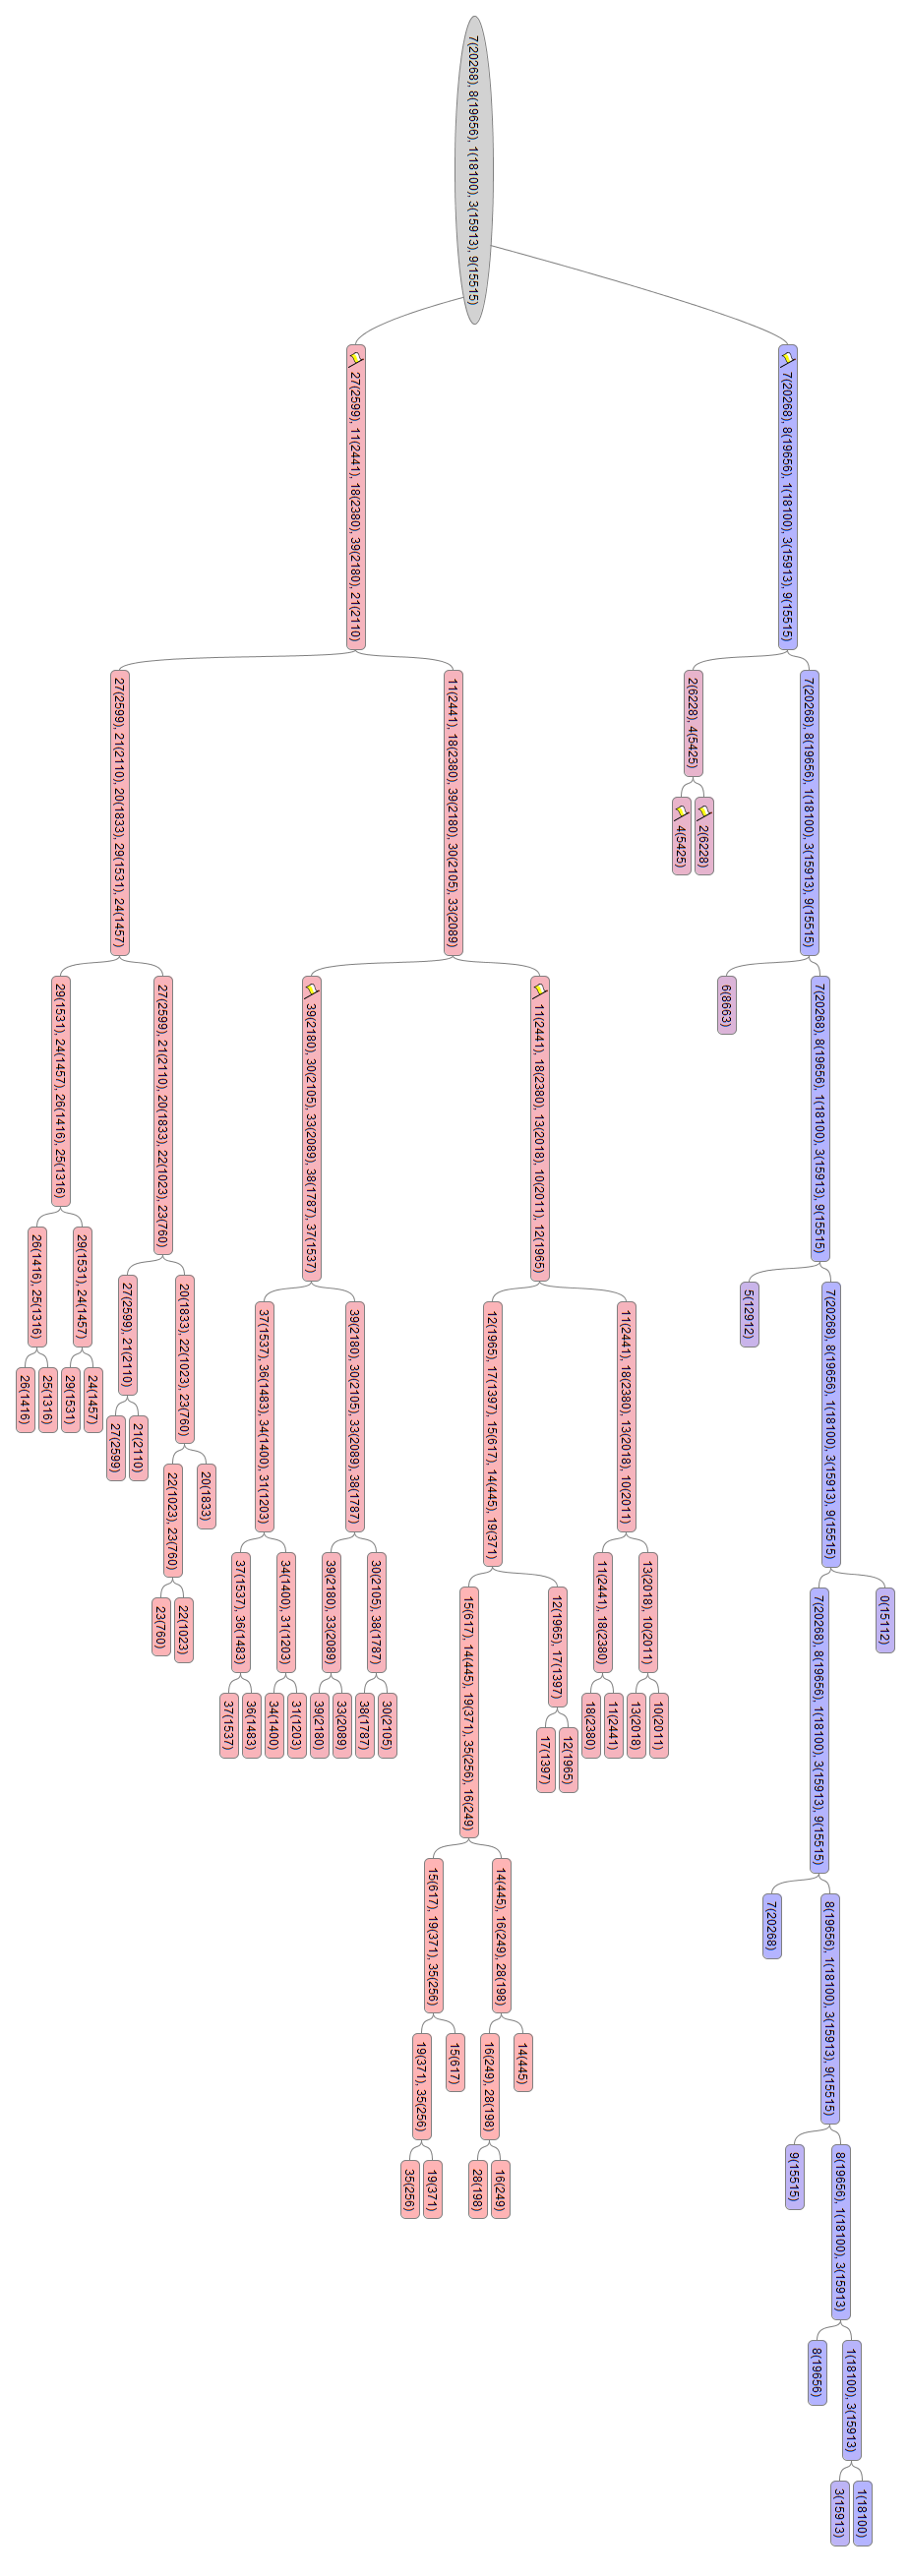 7(20268), 8(19656), 1(18100), 3(15913), 9(15515)
7(20268), 8(19656), 1(18100), 3(15913), 9(15515)
7(20268), 8(19656), 1(18100), 3(15913), 9(15515)
0(15112)
7(20268), 8(19656), 1(18100), 3(15913), 9(15515)
7(20268), 8(19656), 1(18100), 3(15913), 9(15515)
7(20268), 8(19656), 1(18100), 3(15913), 9(15515)
8(19656), 1(18100), 3(15913), 9(15515)
8(19656), 1(18100), 3(15913)
1(18100), 3(15913)
1(18100)
3(15913)
8(19656)
9(15515)
7(20268)
5(12912)
6(8663)
2(6228), 4(5425)
2(6228)
4(5425)
27(2599), 11(2441), 18(2380), 39(2180), 21(2110)
11(2441), 18(2380), 39(2180), 30(2105), 33(2089)
11(2441), 18(2380), 13(2018), 10(2011), 12(1965)
11(2441), 18(2380), 13(2018), 10(2011)
13(2018), 10(2011)
10(2011)
13(2018)
11(2441), 18(2380)
11(2441)
18(2380)
12(1965), 17(1397), 15(617), 14(445), 19(371)
12(1965), 17(1397)
12(1965)
17(1397)
15(617), 14(445), 19(371), 35(256), 16(249)
14(445), 16(249), 28(198)
14(445)
16(249), 28(198)
16(249)
28(198)
15(617), 19(371), 35(256)
15(617)
19(371), 35(256)
19(371)
35(256)
39(2180), 30(2105), 33(2089), 38(1787), 37(1537)
39(2180), 30(2105), 33(2089), 38(1787)
30(2105), 38(1787)
30(2105)
38(1787)
39(2180), 33(2089)
33(2089)
39(2180)
37(1537), 36(1483), 34(1400), 31(1203)
34(1400), 31(1203)
31(1203)
34(1400)
37(1537), 36(1483)
36(1483)
37(1537)
27(2599), 21(2110), 20(1833), 29(1531), 24(1457)
27(2599), 21(2110), 20(1833), 22(1023), 23(760)
20(1833), 22(1023), 23(760)
20(1833)
22(1023), 23(760)
22(1023)
23(760)
27(2599), 21(2110)
21(2110)
27(2599)
29(1531), 24(1457), 26(1416), 25(1316)
29(1531), 24(1457)
24(1457)
29(1531)
26(1416), 25(1316)
25(1316)
26(1416)